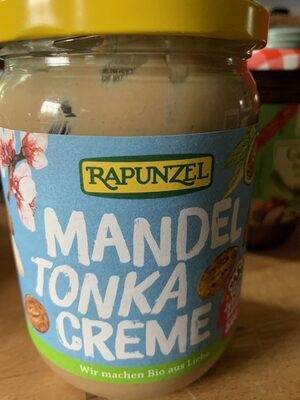 RAPUNZEL
MANDEL
TONKA
CREME
Wir machen Bio aus Liebe